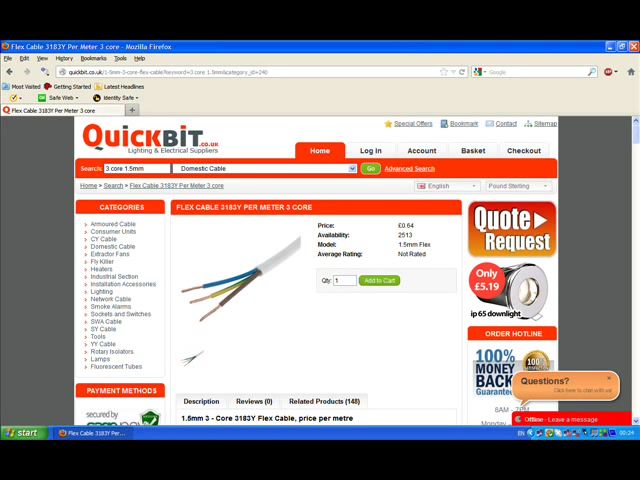 Flex Cable 3183Y Per Meter 3 core - Mozilla Firefox
File Edit View History Bookmarks Tools Help
quickbit.co.uk/1-5mm-3-core-flex-cable?keyword=3 core 1.5mm&category_id=240
Google
Most Visited Getting Started Latest Headlines
Safe Web Identity Safe
Flex Cable 3183Y Per Meter 3 core
Special Offers Bookmark Contact Sitemap
QUICKBIT.co.uk
Lighting & Electrical Suppliers
Home Log In Account Basket Checkout
Search: 3 core 1.5mm Domestic Cable Go Advanced Search
Home » Search » Flex Cable 3183Y Per Meter 3 core
English Pound Sterling
CATEGORIES
Armoured Cable
Consumer Units
CY Cable
Domestic Cable
Extractor Fans
Fly Killer
Heaters
Industrial Section
Installation Accessories
Lighting
Network Cable
Smoke Alarms
Sockets and Switches
SWA Cable
SY Cable
Tools
YY Cable
Rotary Isolators
Lamps
Fluorescent Tubes
PAYMENT METHODS
secured by
FLEX CABLE 3183Y PER METER 3 CORE
Price: £0.64
Availability: 2513
Model: 1.5mm Flex
Average Rating: Not Rated
Qty: 1 Add to Cart
Description Reviews (0) Related Products (148)
1.5mm 3 - Core 3183Y Flex Cable, price per metre
Quote
Request
Only
£5.19
ip 65 downlight
ORDER HOTLINE
100%
MONEY
BACK
Guarantee
100%
Questions?
Click here to chat with us!
8AM - 7PM
Offline - Leave a message
Monday
start Flex Cable 3183Y Per... EN 00:24